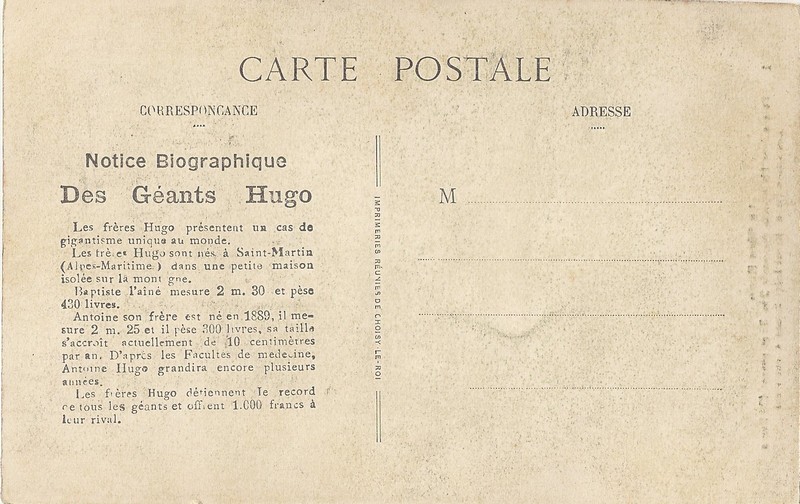 CARTE POSTALE
CORRESPONCANCE
ADRESSE
Notice Biographique
Des Géants Hugo
Les frères Hugo présentent un cas de
gigantisme unique au monde.
Les frères Hugo sont nés à Saint-Martin
(Alpes-Maritime) dans une petite maison
isolée sur la mont gne.
Baptiste l'aîné mesure 2 m. 30 et pèse
430 livres.
Antoine son frère est né en 1889, il me-
sure 2 m. 25 et il pèse 300 livres, sa taille
s'accroît actuellement de 10 centimètres
par an. D'après les Facultés de medecine,
Antoine Hugo grandira encore plusieurs
années.
Les frères Hugo détiennent le record
de tous les géants et offrent 1.000 francs à
leur rival.
IMPRIMERIES RÉUNIES DE CHOISY-LE-ROI
M